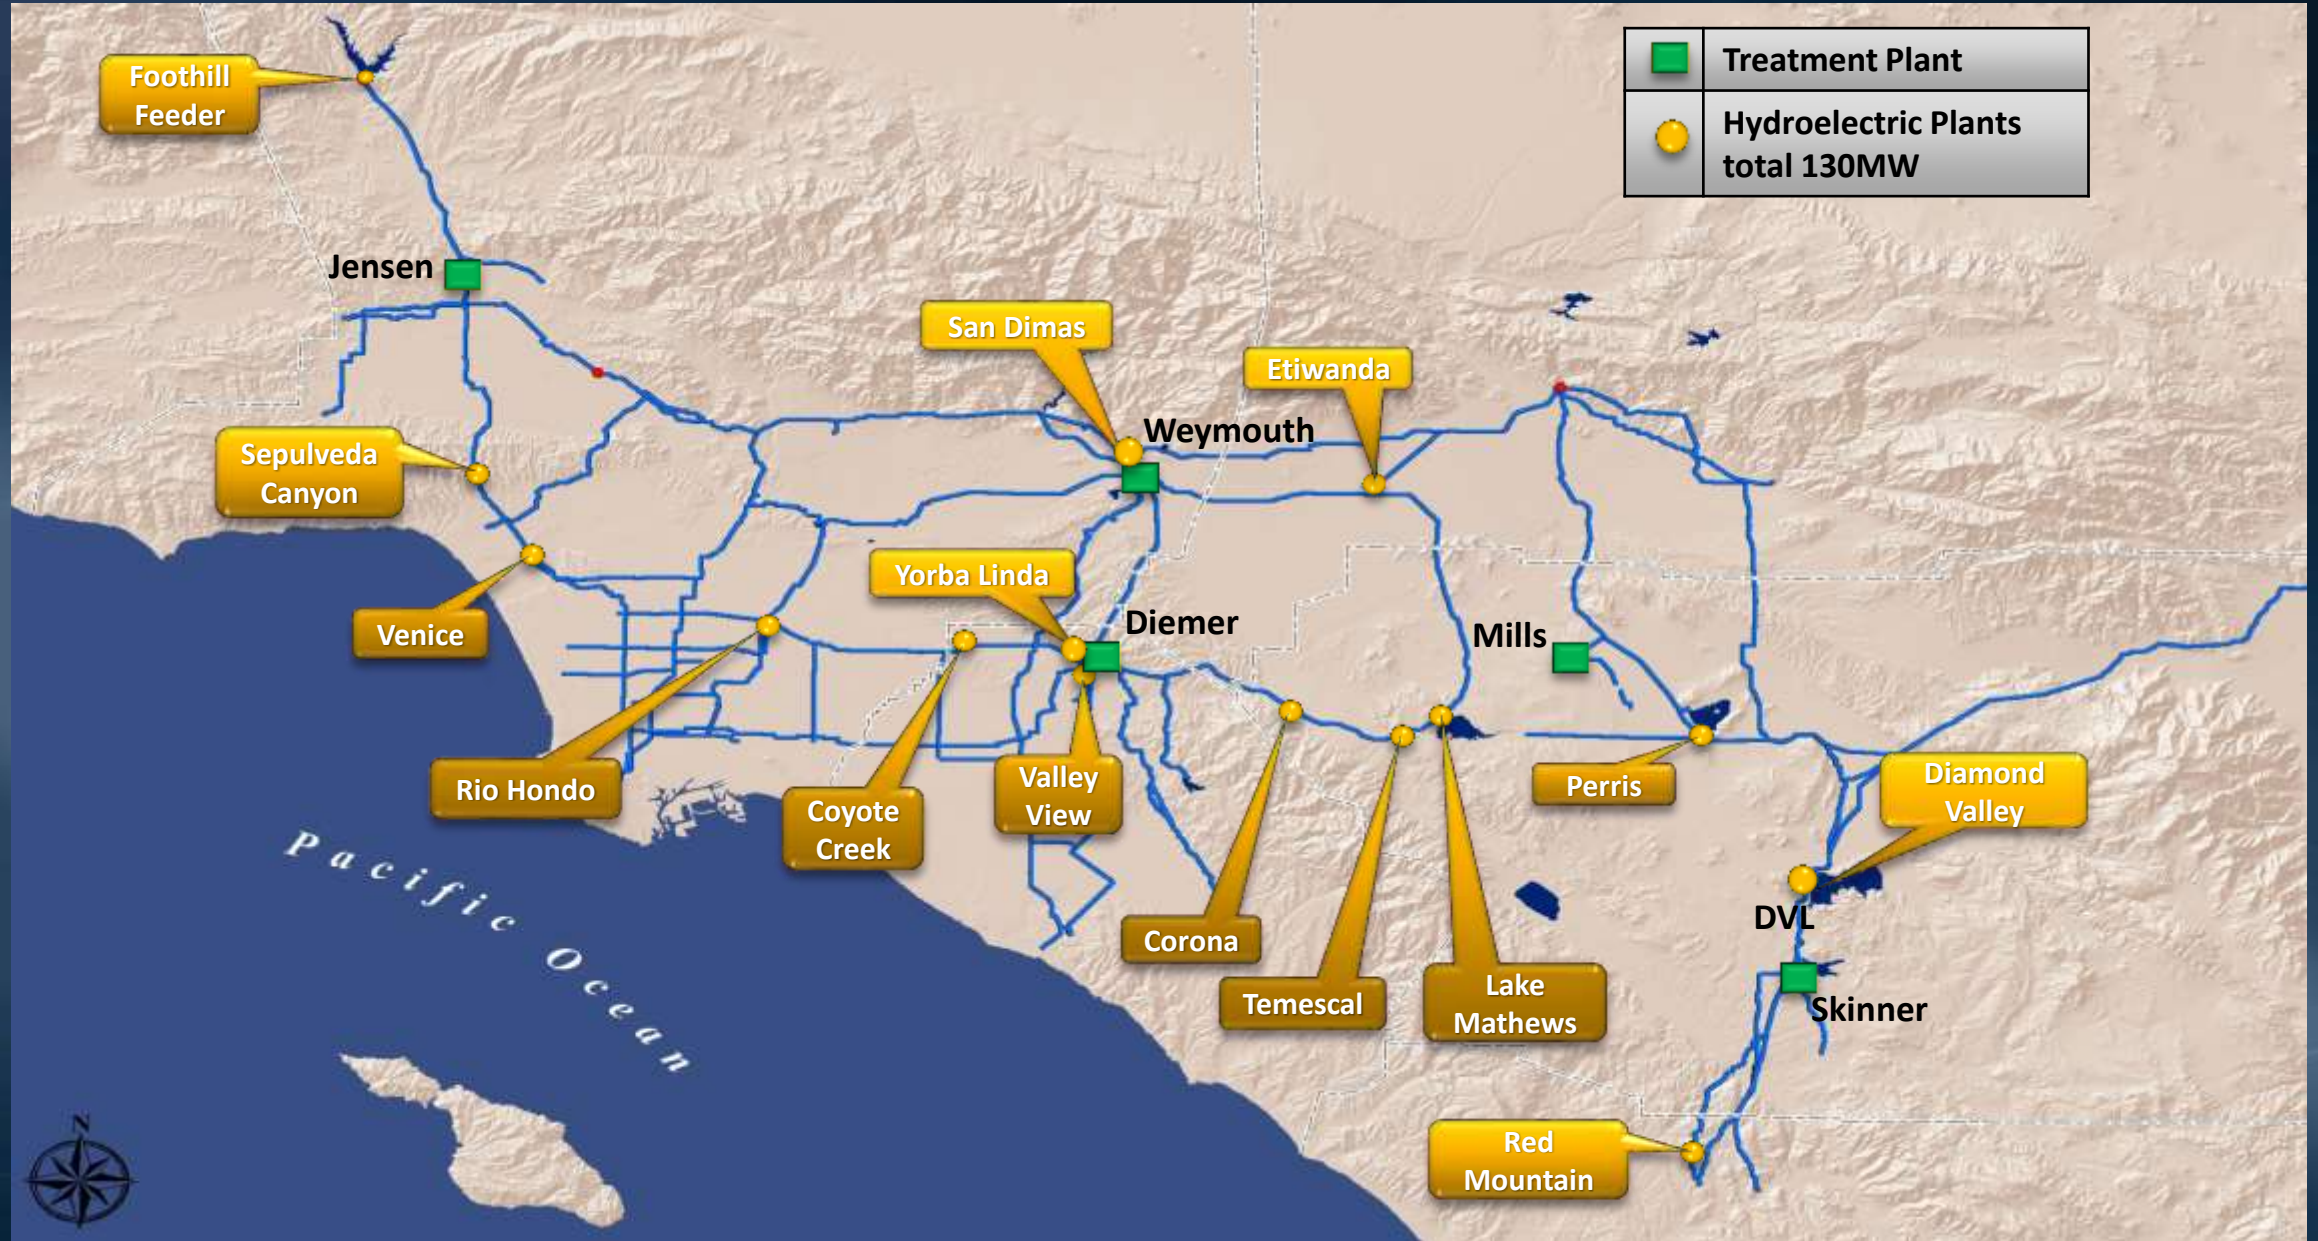 Foothill
Feeder
Treatment Plant
Hydroelectric Plants
total 130MW
Jensen
San Dimas
Etiwanda
Weymouth
Sepulveda
Canyon
Yorba Linda
Venice
Diemer
Mills
Rio Hondo
Coyote
Creek
Valley
View
Perris
Diamond
Valley
Pacific Ocean
Corona
DVL
Temescal
Lake
Mathews
Skinner
N
Red
Mountain